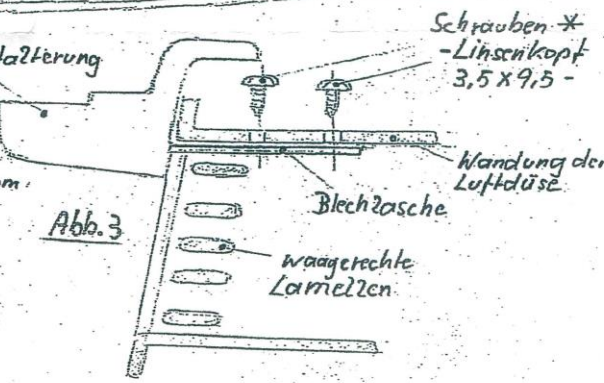 Schrauben *
-Linsenkopf
3,5 x 9,5 -
Halterung
Wandung der
Luftdüse
Blechlasche
Abb. 3
waagerechte
Lamellen